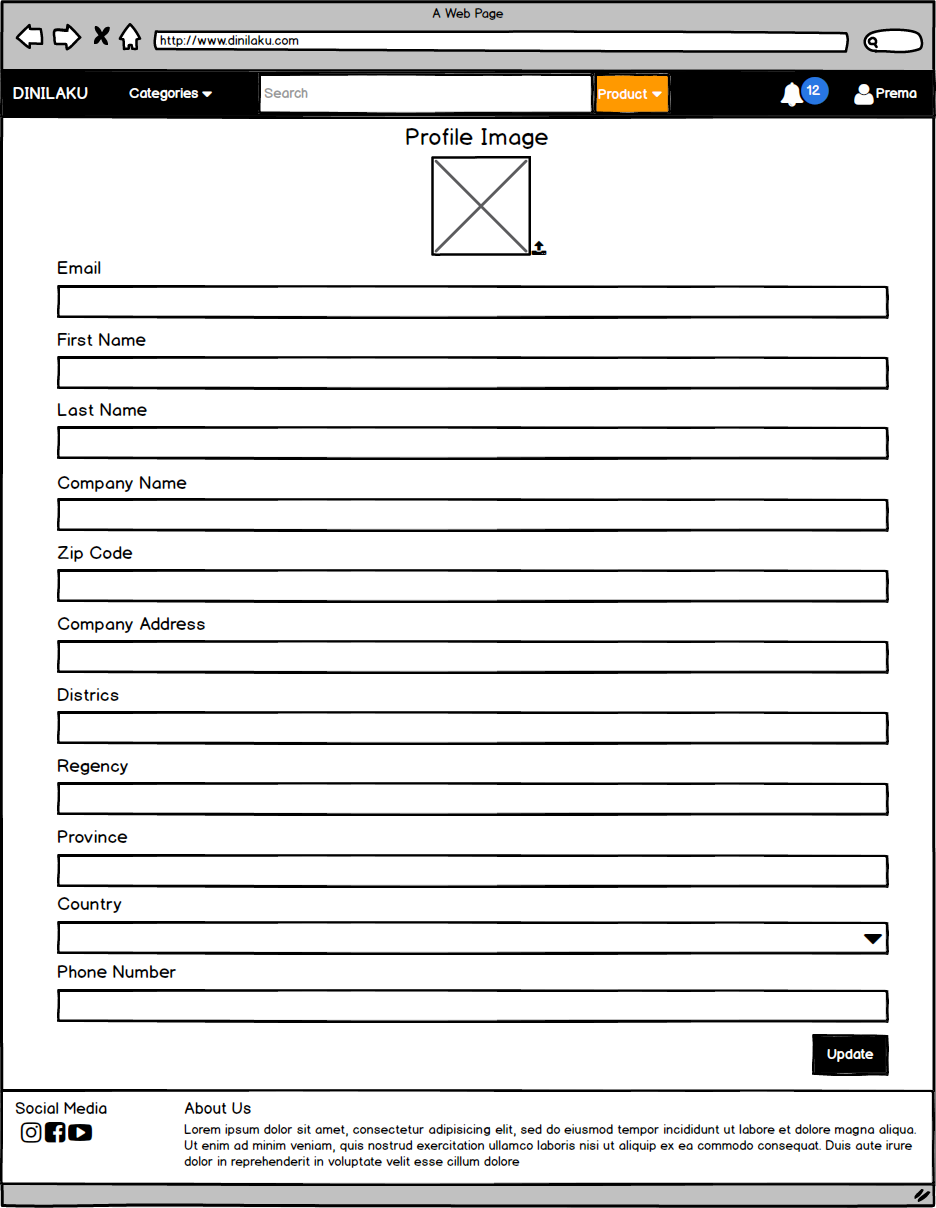 A Web Page
http://www.dinilaku.com
DINILAKU Categories Search Product 12 Prema
Profile Image
Email
First Name
Last Name
Company Name
Zip Code
Company Address
Districs
Regency
Province
Country
Phone Number
Update
Social Media
About Us
Lorem ipsum dolor sit amet, consectetur adipisicing elit, sed do eiusmod tempor incididunt ut labore et dolore magna aliqua.
Ut enim ad minim veniam, quis nostrud exercitation ullamco laboris nisi ut aliquip ex ea commodo consequat. Duis aute irure
dolor in reprehenderit in voluptate velit esse cillum dolore